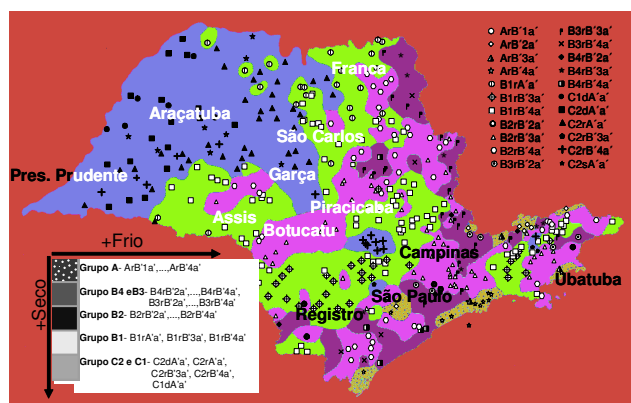 ArB´1a´ B3rB´3a´
ArB´2a´ B3rB´4a´
ArB´3a´ B4rB´2a´
ArB´4a´ B4rB´3a´
B1rA´a´ B4rB´4a´
B1rB´3a´ C1dA´a´
B1rB´4a´ C2dA´a´
B2rB´2a´ C2rA´a´
B2rB´3a´ C2rB´3a´
B2rB´4a´ C2rB´4a´
B3rB´2a´ C2sA´a´
Franca
Araçatuba
São Carlos
Garça
Pres. Prudente
Piracicaba
Assis
Botucatu
Campinas
Ubatuba
São Paulo
Registro
+Frio
+Seco
Grupo A- ArB'1a',...,ArB'4a'
Grupo B4 eB3- B4rB'2a',...,B4rB'4a'
B3rB'2a',...,B3rB'4a'
Grupo B2- B2rB'2a',...,B2rB'4a'
Grupo B1- B1rA'a', B1rB'3a', B1rB'4a'
Grupo C2 e C1- C2dA'a', C2rA'a',
C2rB'3a', C2rB'4a',
C1dA'a'